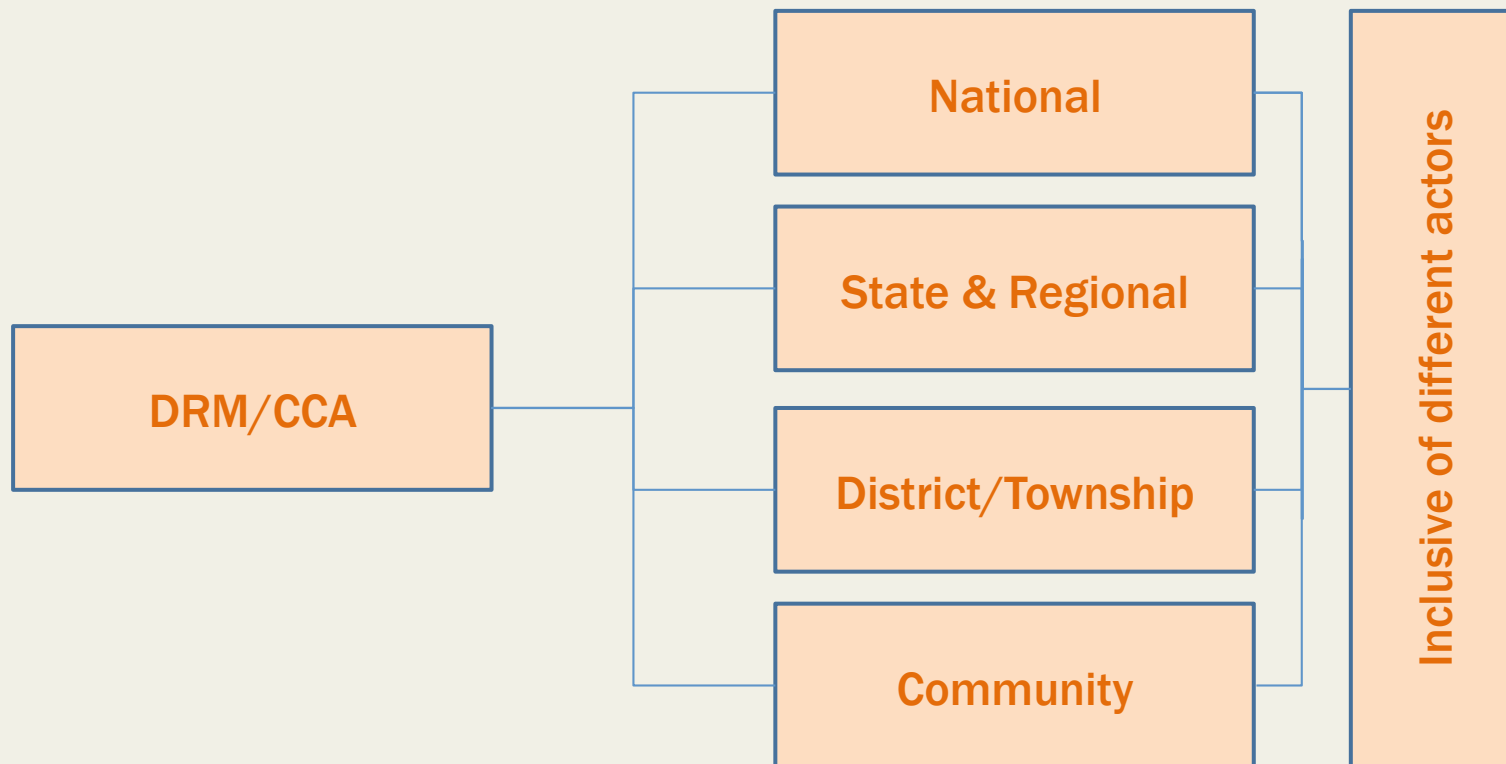 DRM/CCA
National
State & Regional
District/Township
Community
Inclusive of different actors